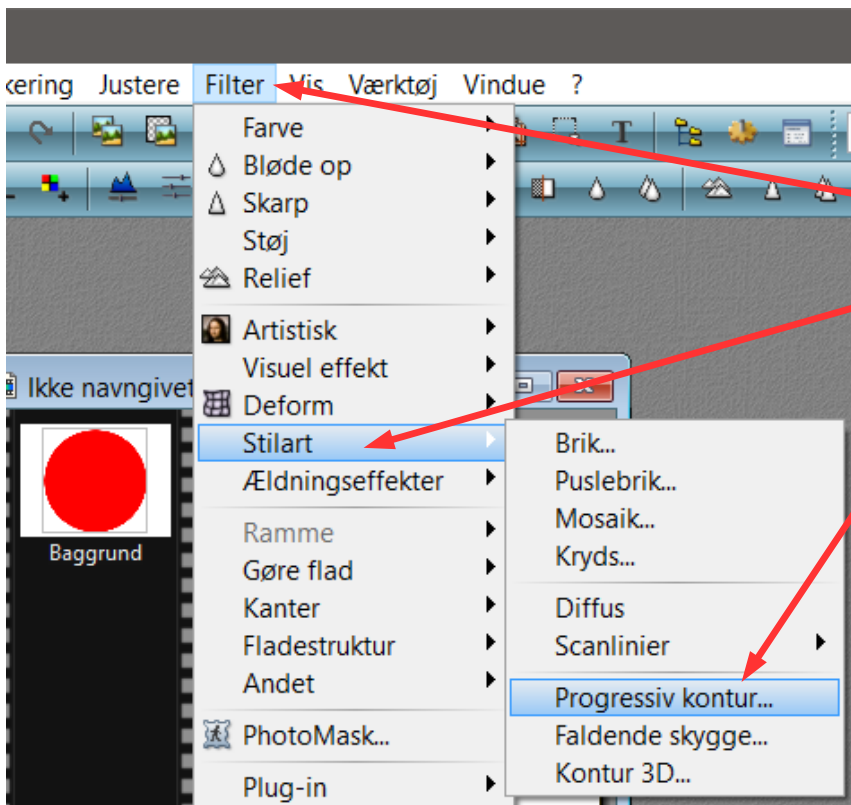 kering Justere Filter Vis Værktøj Vindue ?
T
Farve
Bløde op
Skarp
Støj
Relief
Artistisk
Visuel effekt
Deform
Stilart
Ældningseffekter
Ramme
Gøre flad
Kanter
Fladestruktur
Andet
PhotoMask...
Plug-in
Ikke navngivet
Baggrund
Brik...
Puslebrik...
Mosaik...
Kryds...
Diffus
Scanlinier
Progressiv kontur...
Faldende skygge...
Kontur 3D...